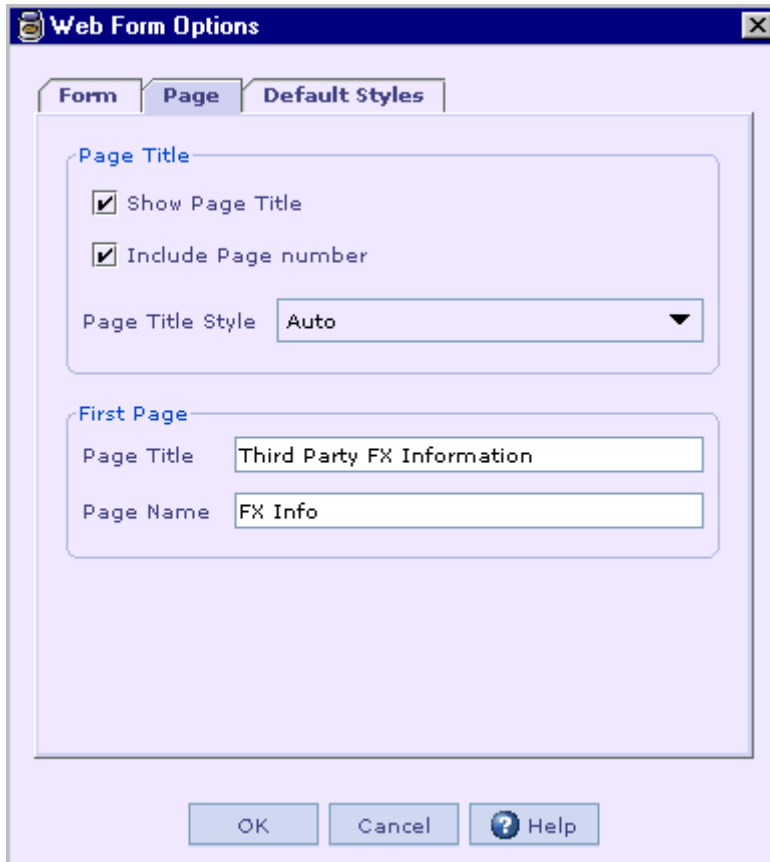 Web Form Options
Form Page Default Styles
Page Title
Show Page Title
Include Page number
Page Title Style Auto
First Page
Page Title Third Party FX Information
Page Name FX Info
OK Cancel Help